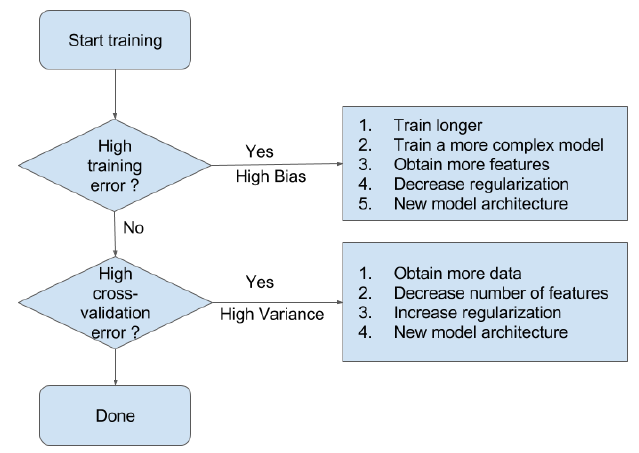 Start training
High
training
error ?
Yes
High Bias
1. Train longer
2. Train a more complex model
3. Obtain more features
4. Decrease regularization
5. New model architecture
No
High
cross-
validation
error ?
Yes
High Variance
1. Obtain more data
2. Decrease number of features
3. Increase regularization
4. New model architecture
Done